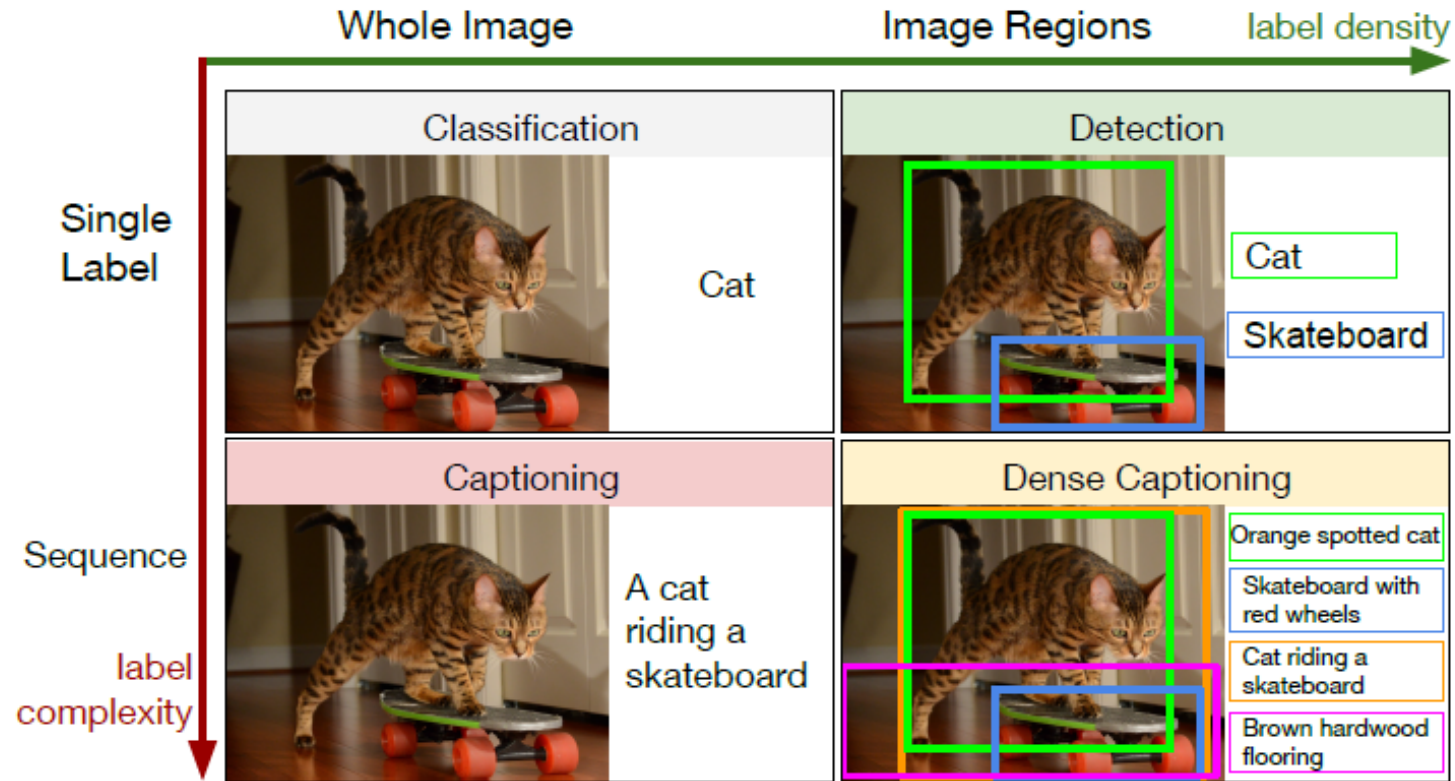 Whole Image
Image Regions
label density
Classification
Detection
Single
Label
Cat
Cat
Skateboard
Captioning
Dense Captioning
Sequence
label
complexity
A cat
riding a
skateboard
Orange spotted cat
Skateboard with
red wheels
Cat riding a
skateboard
Brown hardwood
flooring